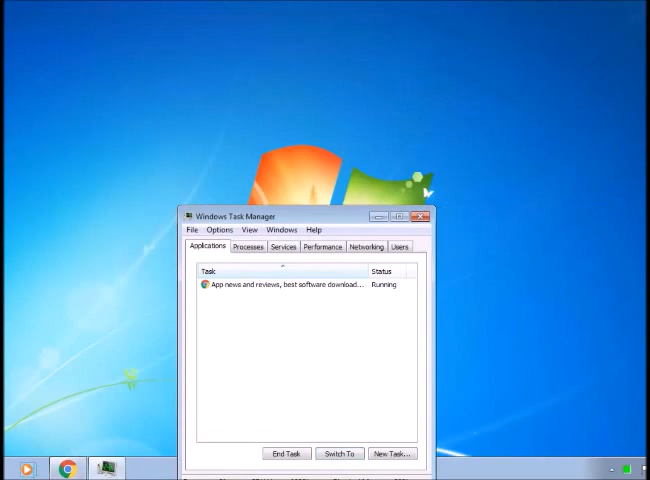 Windows Task Manager
File Options View Windows Help
Applications Processes Services Performance Networking Users
Task Status
App news and reviews, best software download... Running
End Task Switch To New Task...